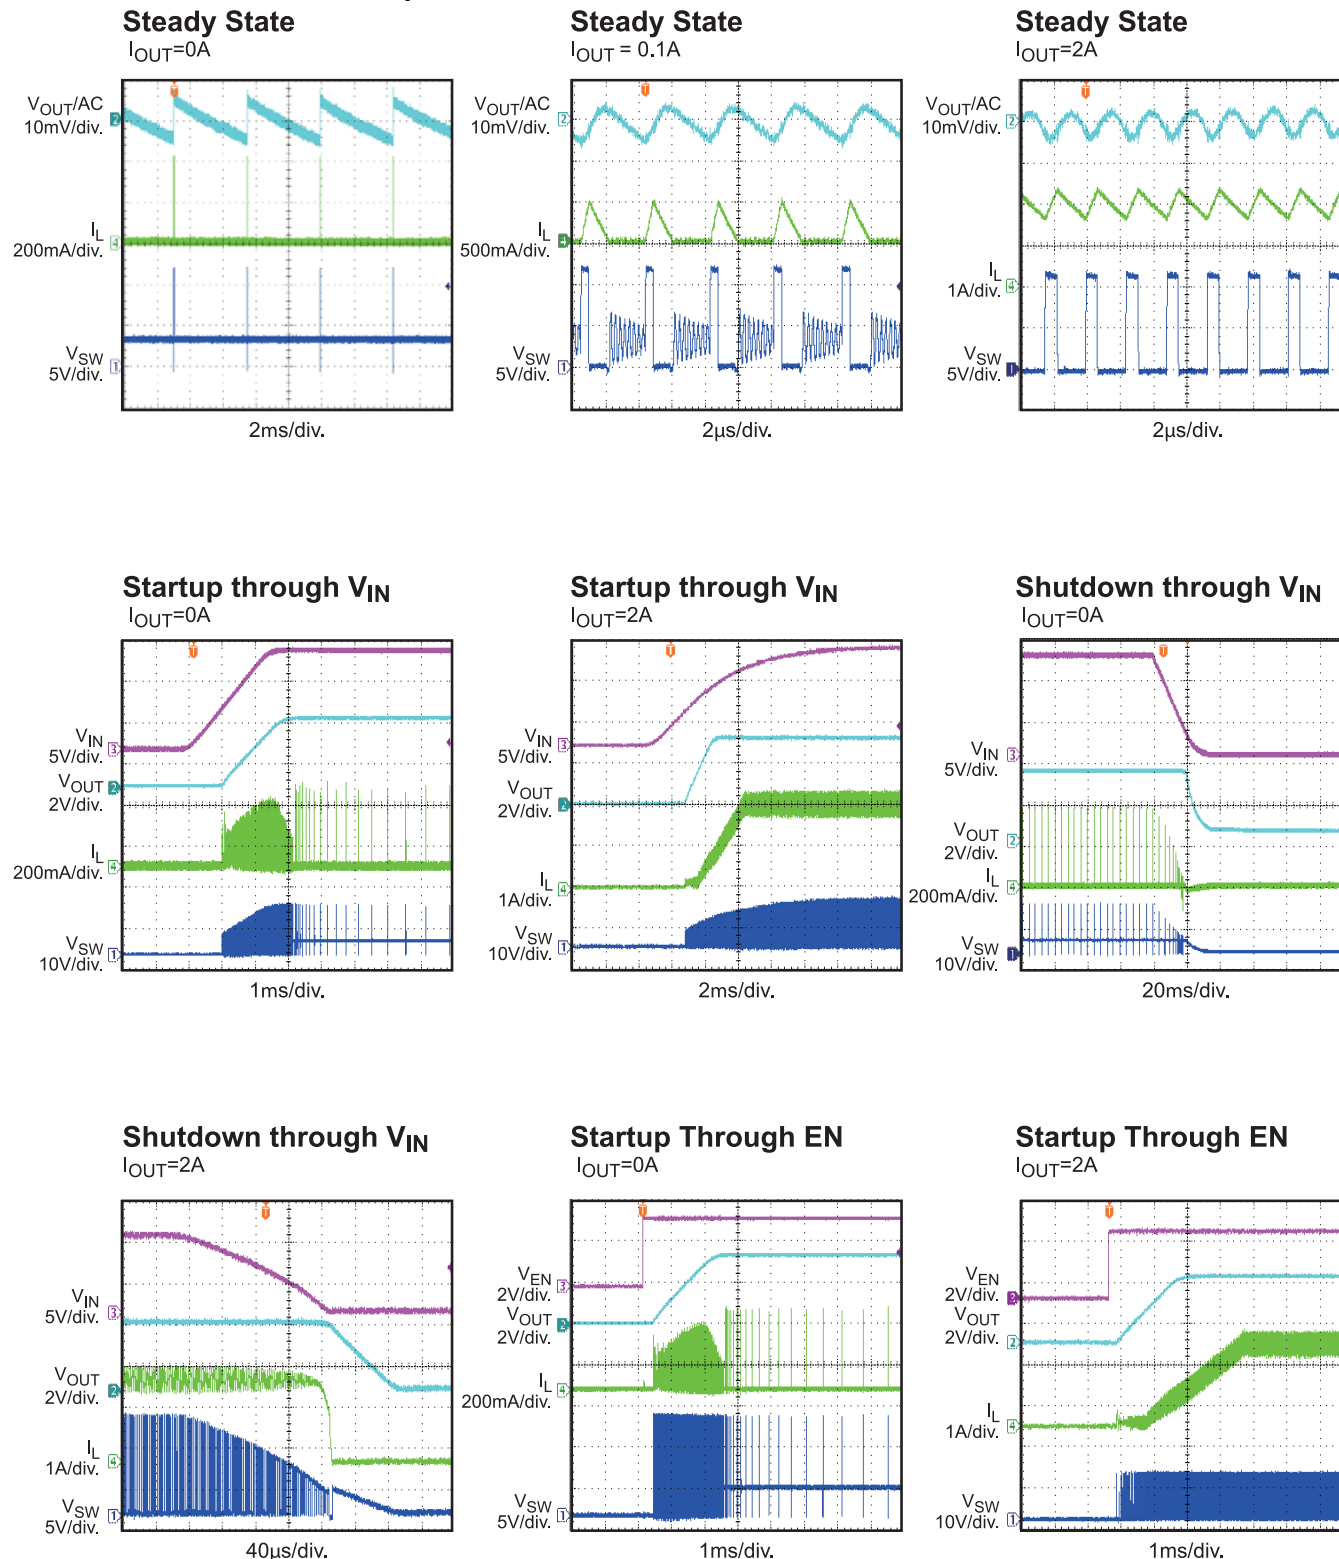 Steady State
IOUT=0A
VOUT/AC
10mV/div.
IL
200mA/div.
VSW
5V/div.
2ms/div.
Steady State
IOUT = 0.1A
VOUT/AC
10mV/div.
IL
500mA/div.
VSW
5V/div.
2µs/div.
Steady State
IOUT=2A
VOUT/AC
10mV/div.
IL
1A/div.
VSW
5V/div.
2µs/div.
Startup through VIN
IOUT=0A
VIN
5V/div.
VOUT
2V/div.
IL
200mA/div.
VSW
10V/div.
1ms/div.
Startup through VIN
IOUT=2A
VIN
5V/div.
VOUT
2V/div.
IL
1A/div.
VSW
10V/div.
2ms/div.
Shutdown through VIN
IOUT=0A
VIN
5V/div.
VOUT
2V/div.
IL
200mA/div.
VSW
10V/div.
20ms/div.
Shutdown through VIN
IOUT=2A
VIN
5V/div.
VOUT
2V/div.
IL
1A/div.
VSW
5V/div.
40µs/div.
Startup Through EN
IOUT=0A
VEN
2V/div.
VOUT
2V/div.
IL
200mA/div.
VSW
5V/div.
1ms/div.
Startup Through EN
IOUT=2A
VEN
2V/div.
VOUT
2V/div.
IL
1A/div.
VSW
10V/div.
1ms/div.